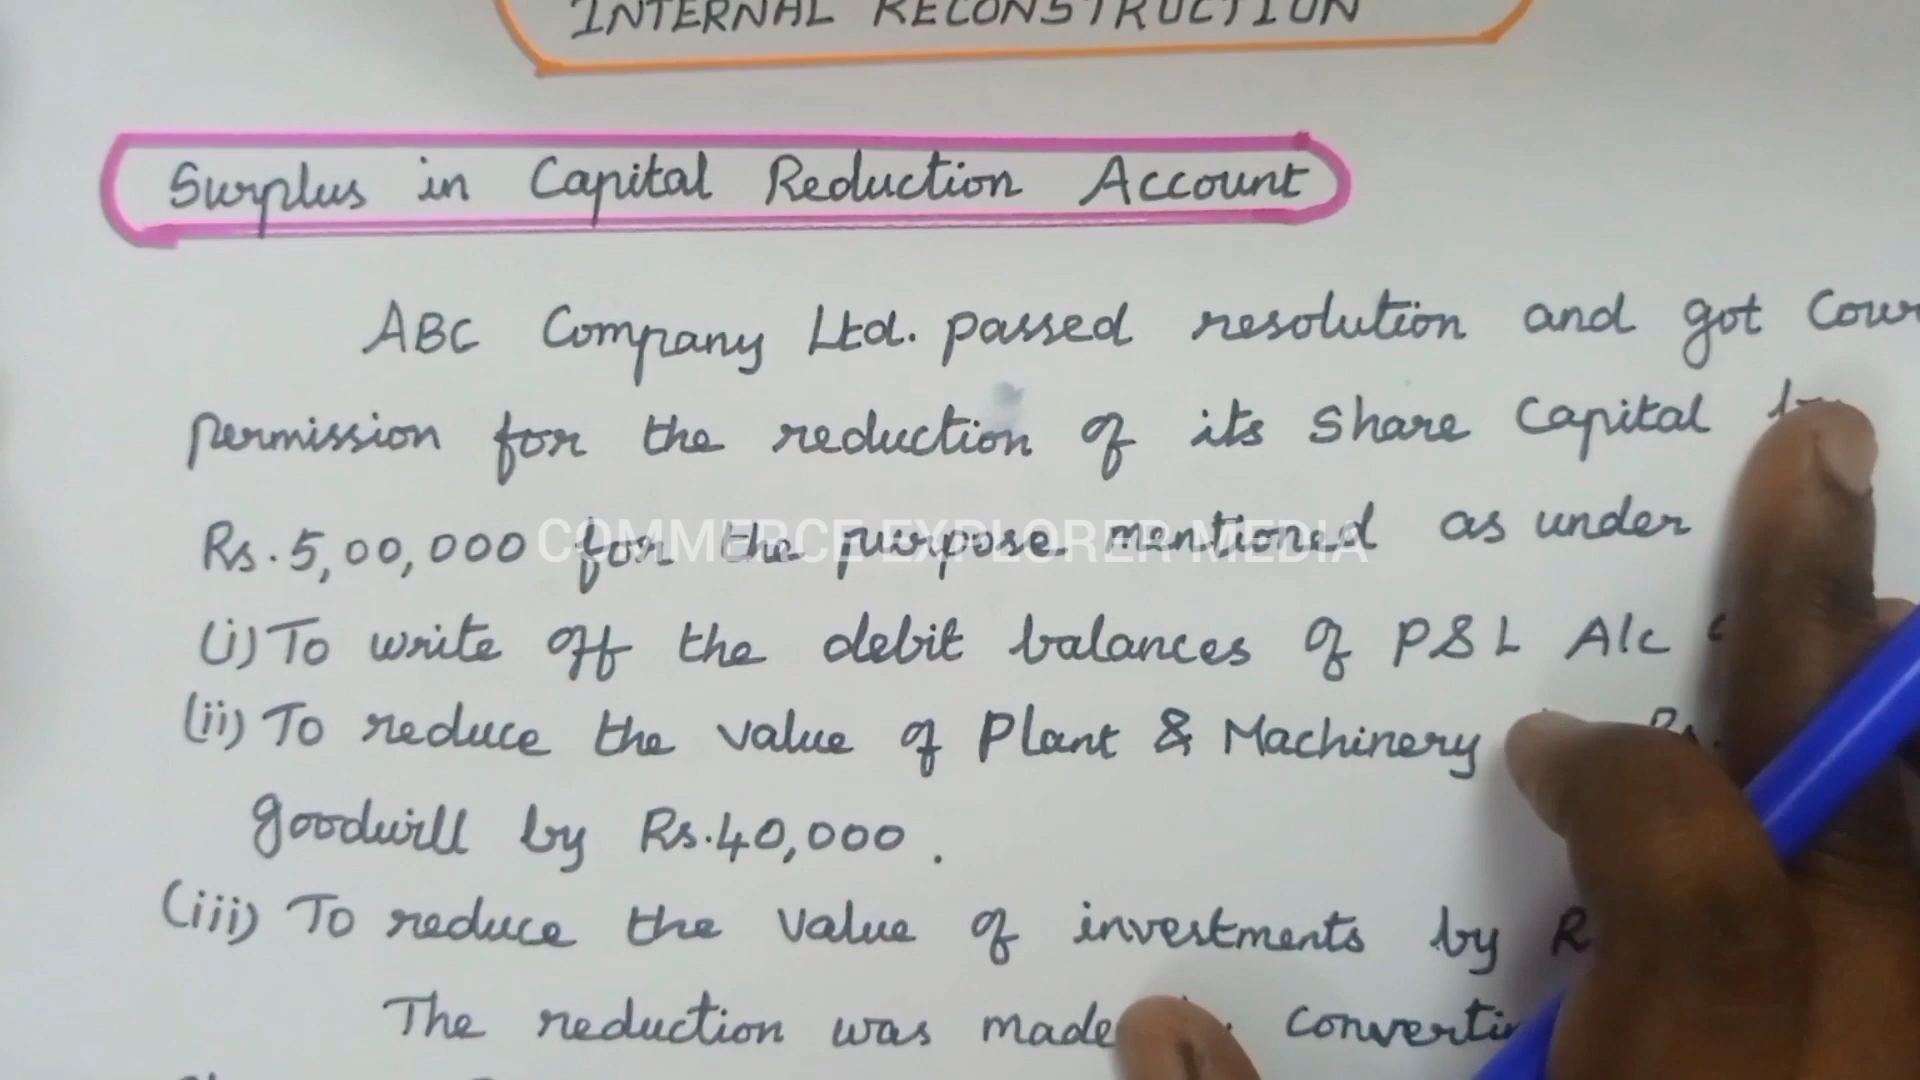 INTERNAL RECONSTRUCTION
Surplus in Capital Reduction Account
ABC Company Ltd. passed resolution and got Cour
permission for the reduction of its Share Capital
Rs.5,00,000 for the purpose mentioned as under
COMMERCE EXPLORER MEDIA
(i) To write off the debit balances of P&L A/c
(ii) To reduce the value of Plant & Machinery Rs.
goodwill by Rs.40,000.
(iii) To reduce the value of investments by R
The reduction was made converti